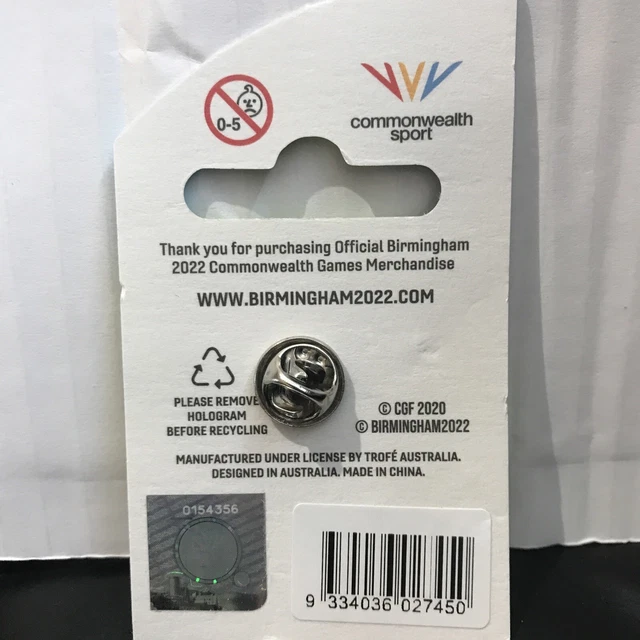 0-5
commonwealth
sport
Thank you for purchasing Official Birmingham
2022 Commonwealth Games Merchandise
WWW.BIRMINGHAM2022.COM
PLEASE REMOVE
HOLOGRAM
BEFORE RECYCLING
© CGF 2020
© BIRMINGHAM2022
MANUFACTURED UNDER LICENSE BY TROFÉ AUSTRALIA.
DESIGNED IN AUSTRALIA. MADE IN CHINA.
0154356
9 334036 027450